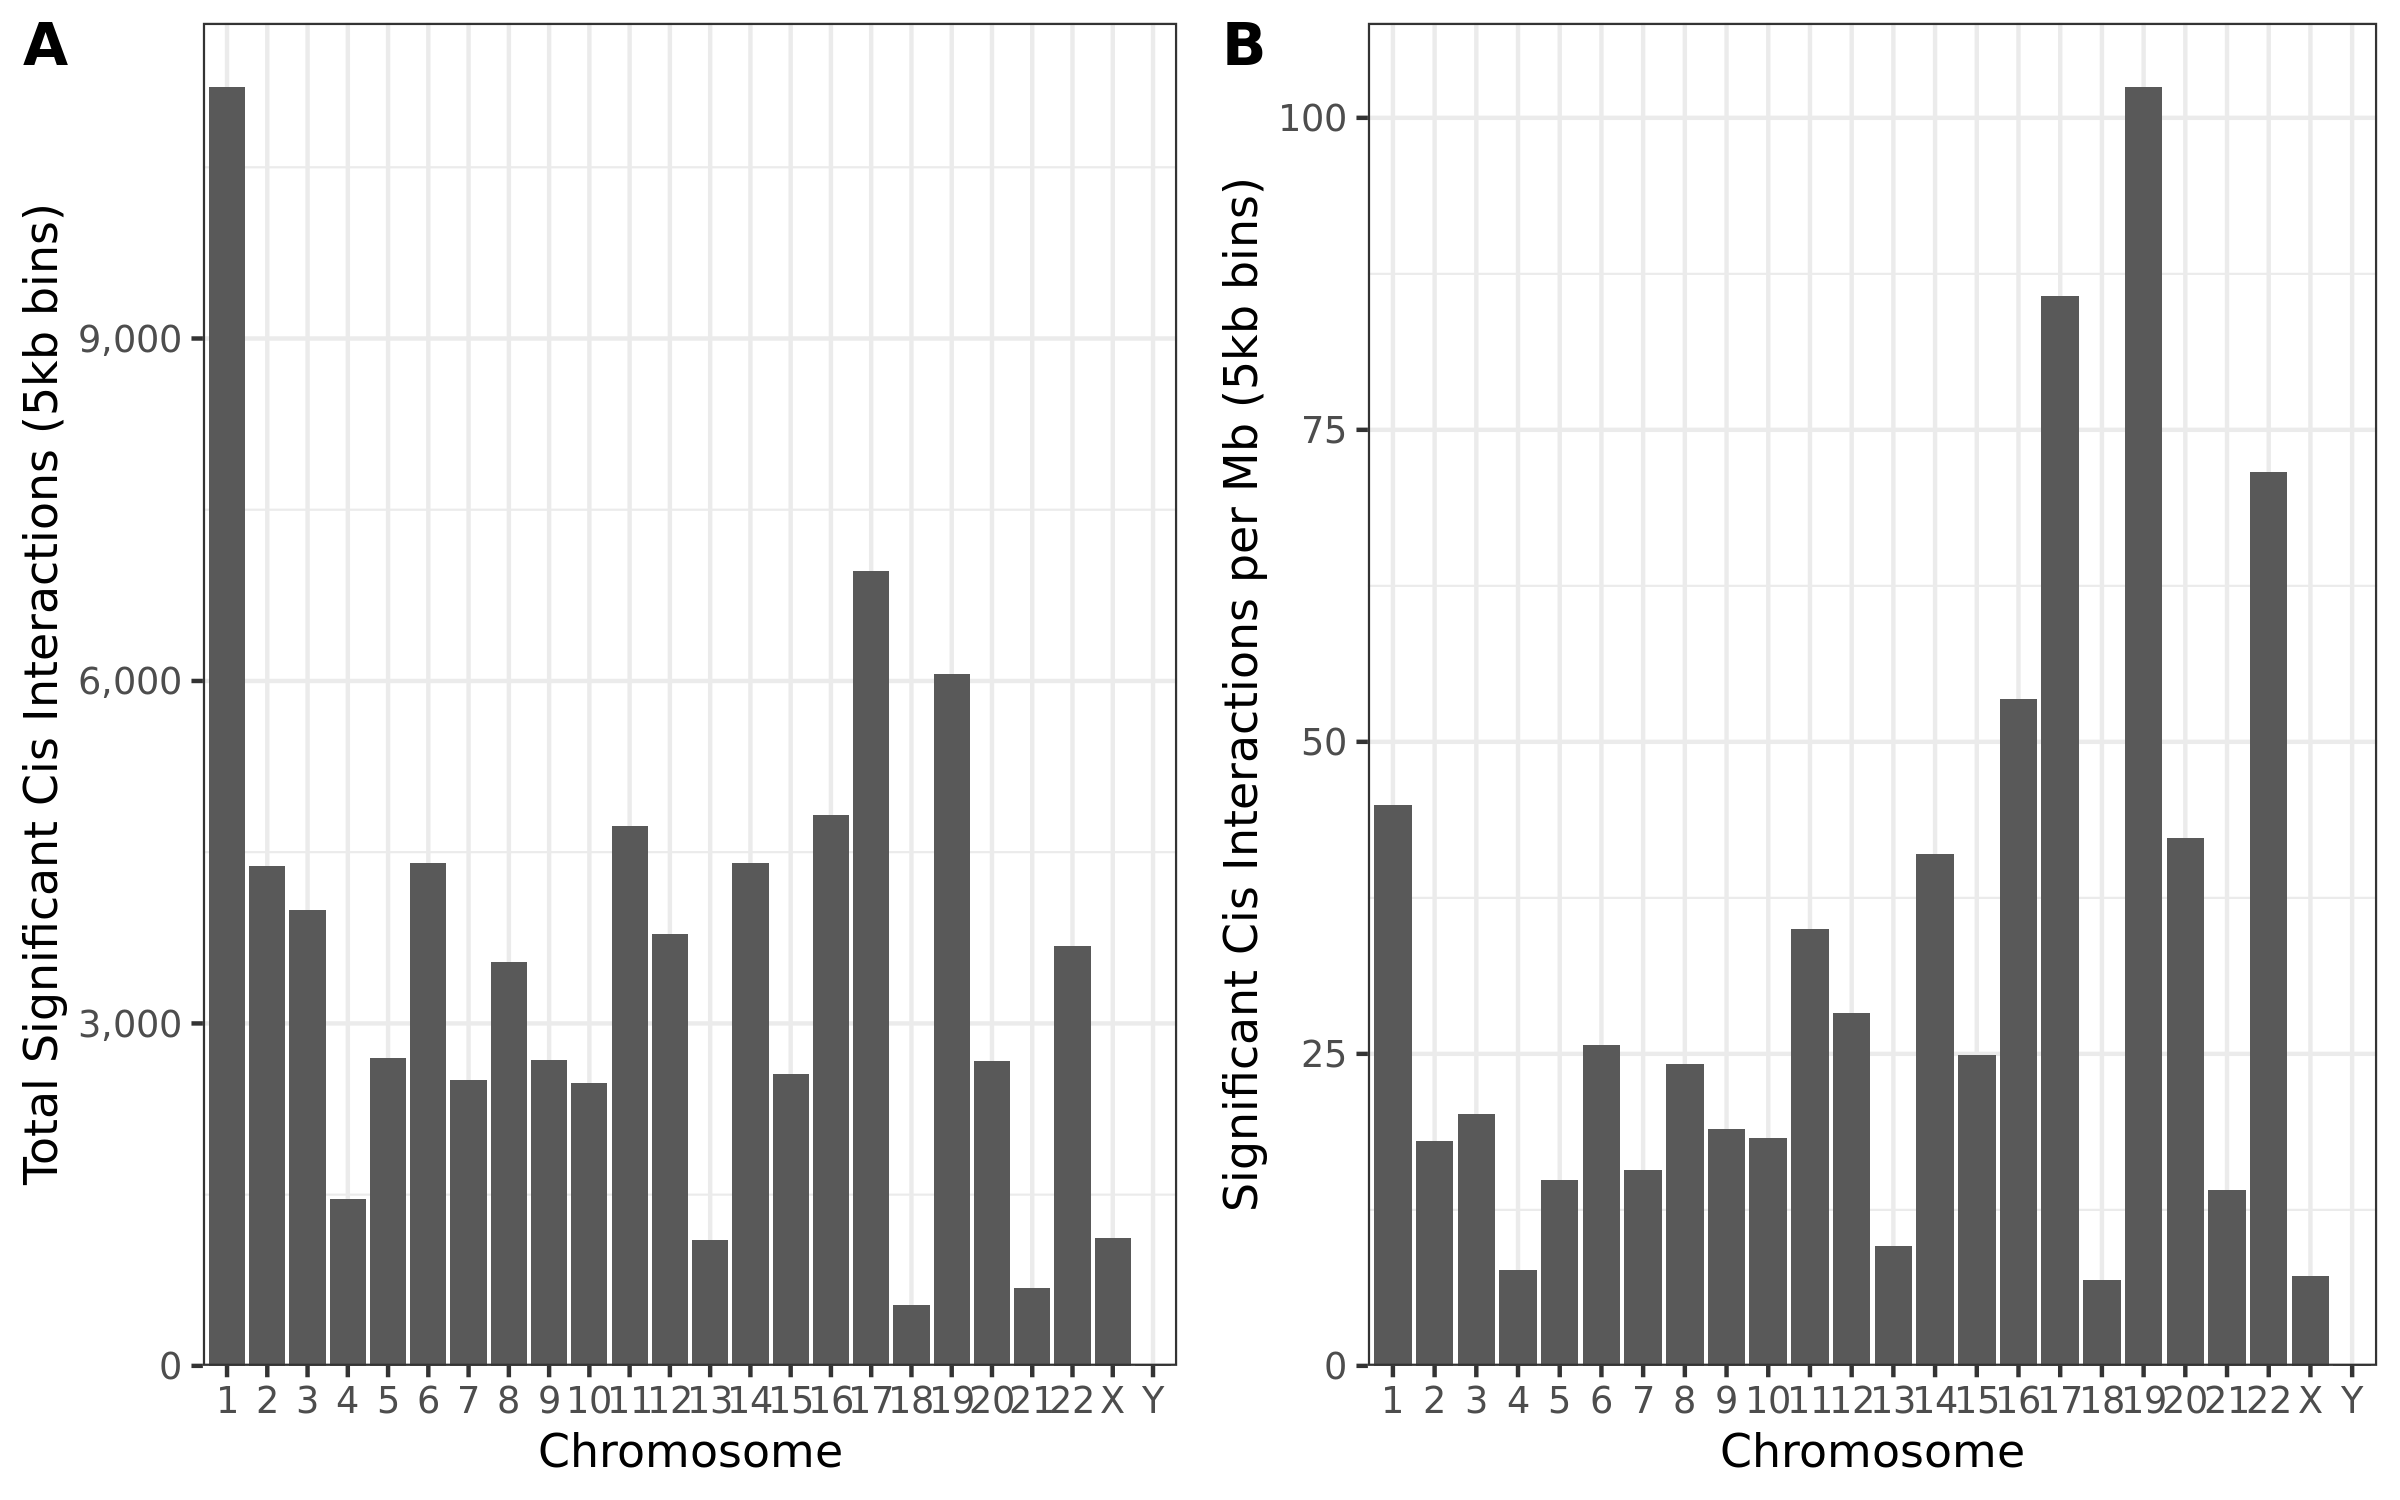 A
Total Significant Cis Interactions (5kb bins)
9,000
6,000
3,000
0
1 2 3 4 5 6 7 8 9 10 11 12 13 14 15 16 17 18 19 20 21 22 X Y
Chromosome
B
Significant Cis Interactions per Mb (5kb bins)
100
75
50
25
0
1 2 3 4 5 6 7 8 9 10 11 12 13 14 15 16 17 18 19 20 21 22 X Y
Chromosome